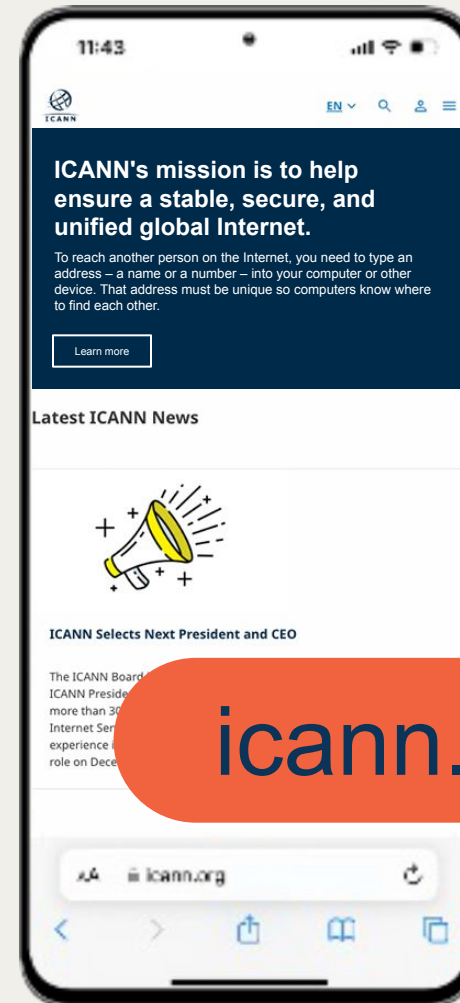 11:43
ICANN
EN
ICANN's mission is to help
ensure a stable, secure, and
unified global Internet.
To reach another person on the Internet, you need to type an
address – a name or a number – into your computer or other
device. That address must be unique so computers know where
to find each other.
Learn more
Latest ICANN News
ICANN Selects Next President and CEO
The ICANN Board
ICANN Preside
more than 30
Internet Ser
experience i
role on Dece
icann.
AA icann.org